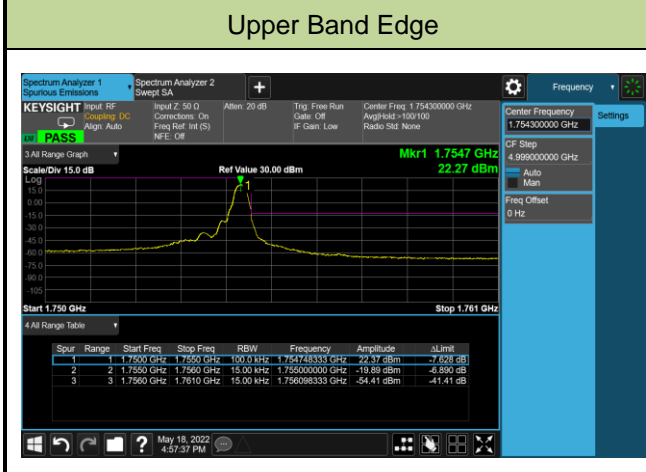 Upper Band Edge
Spectrum Analyzer 1
Spurious Emissions
Spectrum Analyzer 2
Swept SA
Frequency
KEYSIGHT
Input: RF
Coupling: DC
Align: Auto
Input Z: 50 Ω
Corrections: On
Freq Ref: Int (S)
NFE: Off
Atten: 20 dB
Trig: Free Run
Gate: Off
IF Gain: Low
Center Freq: 1.754300000 GHz
Avg|Hold:>100/100
Radio Std: None
PASS
Center Frequency
1.754300000 GHz
Settings
CF Step
4.999000000 GHz
Auto
Man
Freq Offset
0 Hz
3 All Range Graph
Mkr1 1.7547 GHz
Scale/Div 15.0 dB
Ref Value 30.00 dBm
22.27 dBm
Log
15.0
0.00
-15.0
-30.0
-45.0
-60.0
-75.0
-90.0
-105
1
Start 1.750 GHz
Stop 1.761 GHz
4 All Range Table
Spur Range Start Freq Stop Freq RBW Frequency Amplitude ΔLimit
1 1 1.7500 GHz 1.7550 GHz 100.0 kHz 1.754748333 GHz 22.37 dBm -7.628 dB
2 2 1.7550 GHz 1.7560 GHz 15.00 kHz 1.755000000 GHz -19.89 dBm -6.890 dB
3 3 1.7560 GHz 1.7610 GHz 15.00 kHz 1.756098333 GHz -54.41 dBm -41.41 dB
?
May 18, 2022
4:57:37 PM